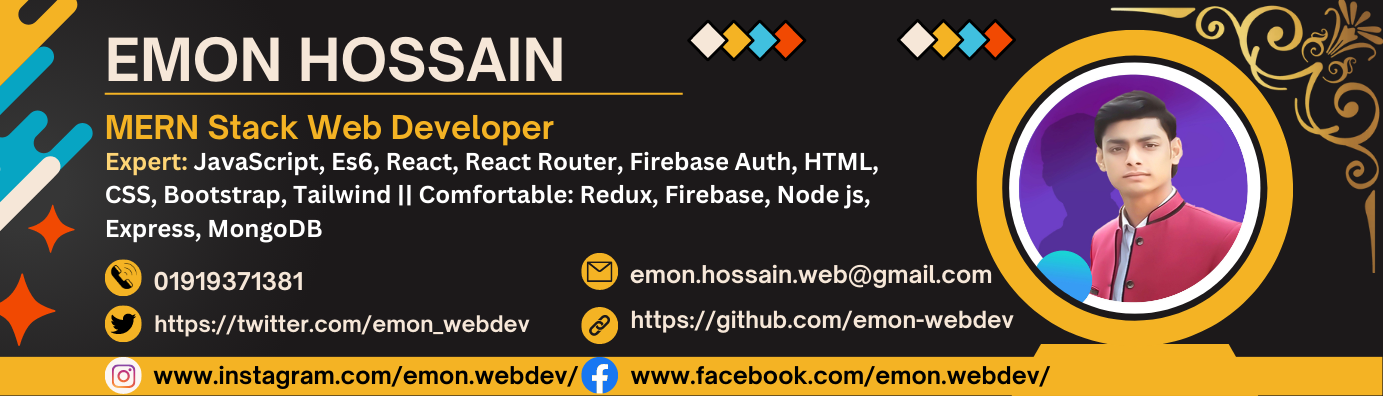 EMON HOSSAIN
MERN Stack Web Developer
Expert: JavaScript, Es6, React, React Router, Firebase Auth, HTML,
CSS, Bootstrap, Tailwind || Comfortable: Redux, Firebase, Node js,
Express, MongoDB
01919371381
emon.hossain.web@gmail.com
https://twitter.com/emon_webdev
https://github.com/emon-webdev
www.instagram.com/emon.webdev/
www.facebook.com/emon.webdev/